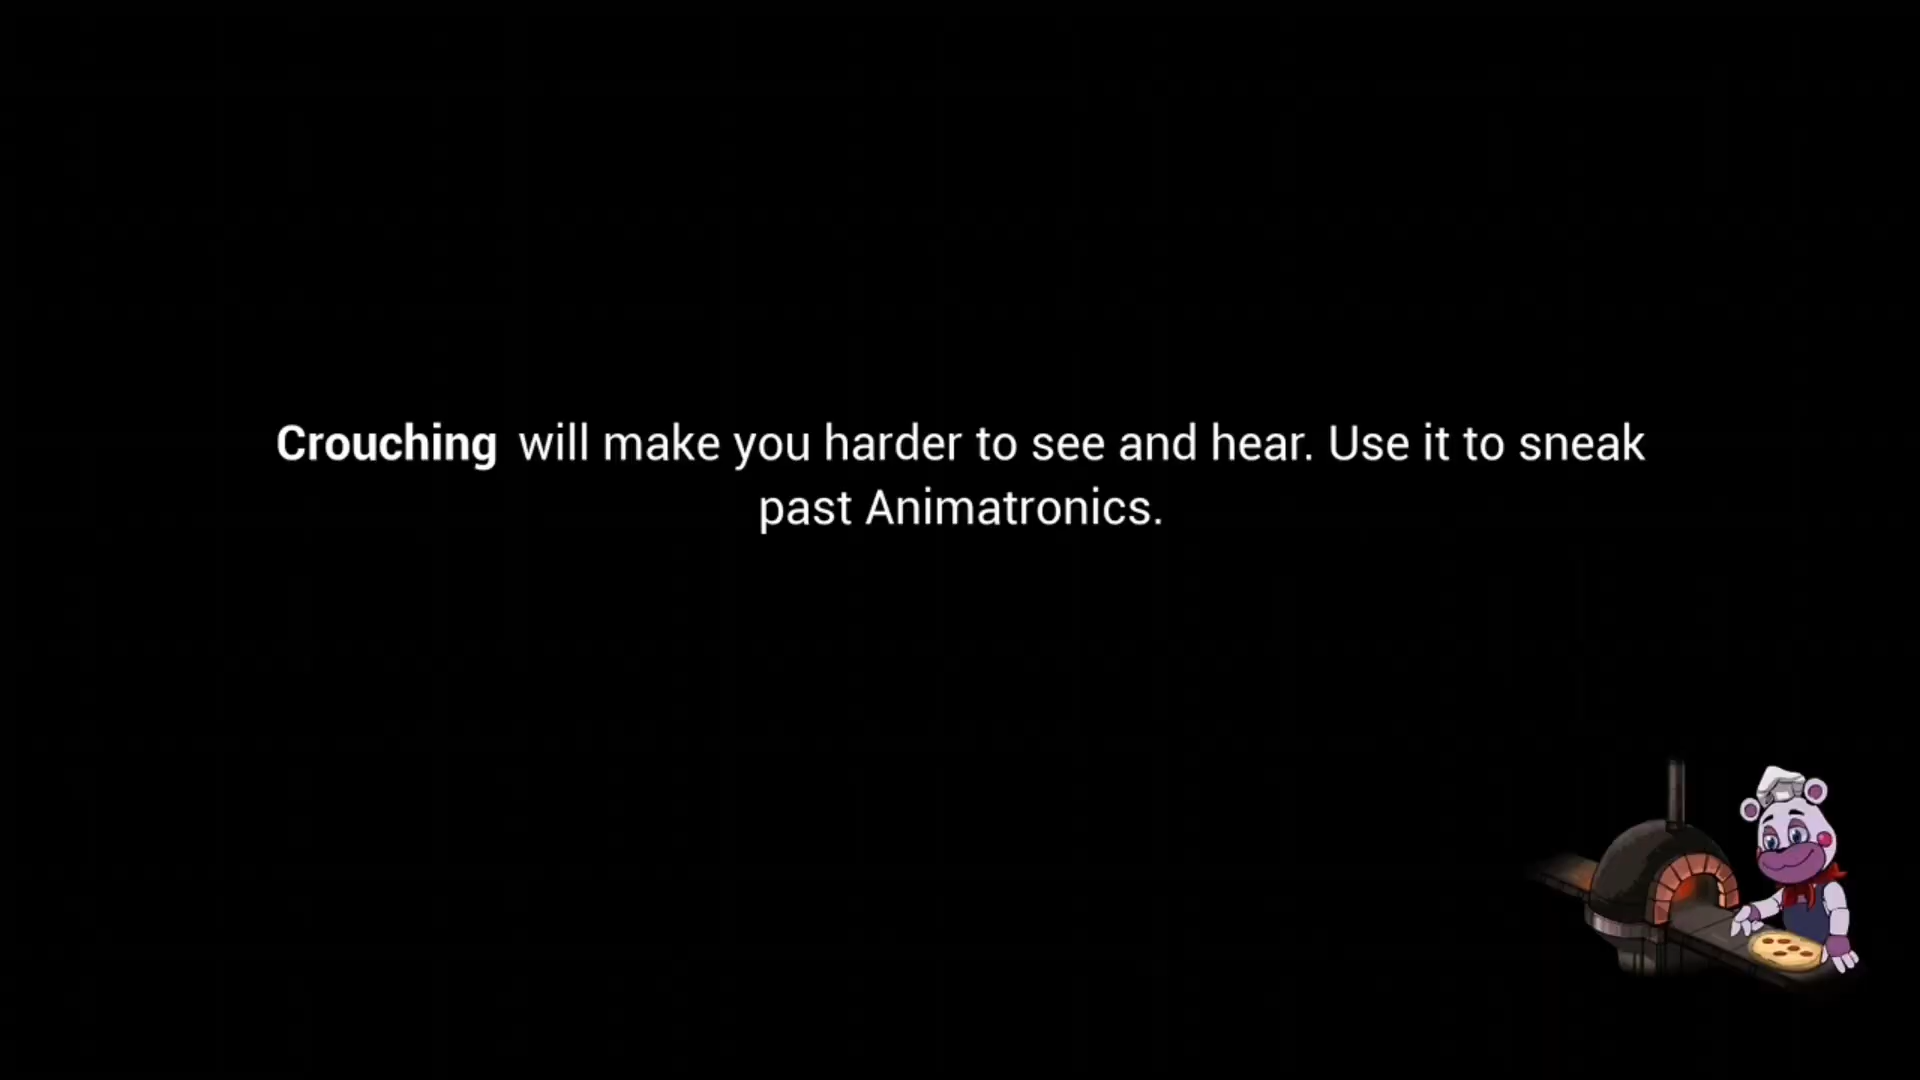 Crouching will make you harder to see and hear. Use it to sneak
past Animatronics.